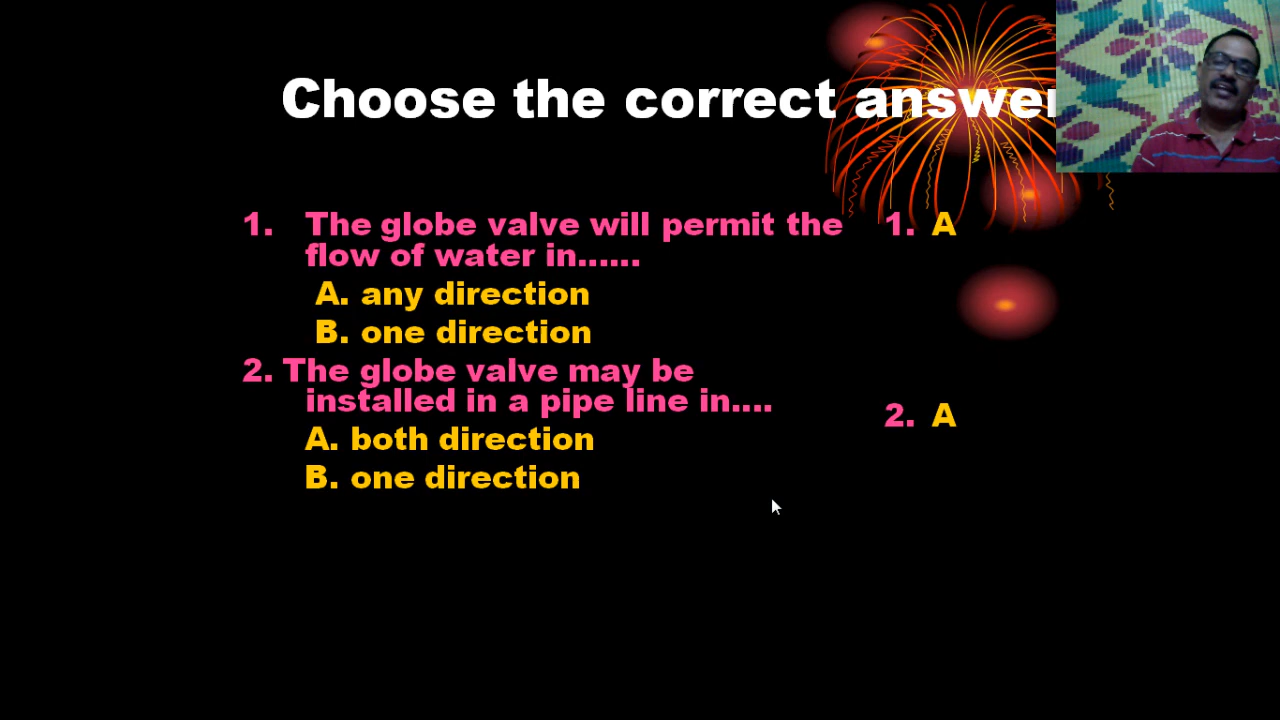 Choose the correct answer
1. The globe valve will permit the
flow of water in......
A. any direction
B. one direction
2. The globe valve may be
installed in a pipe line in....
A. both direction
B. one direction
1. A
2. A